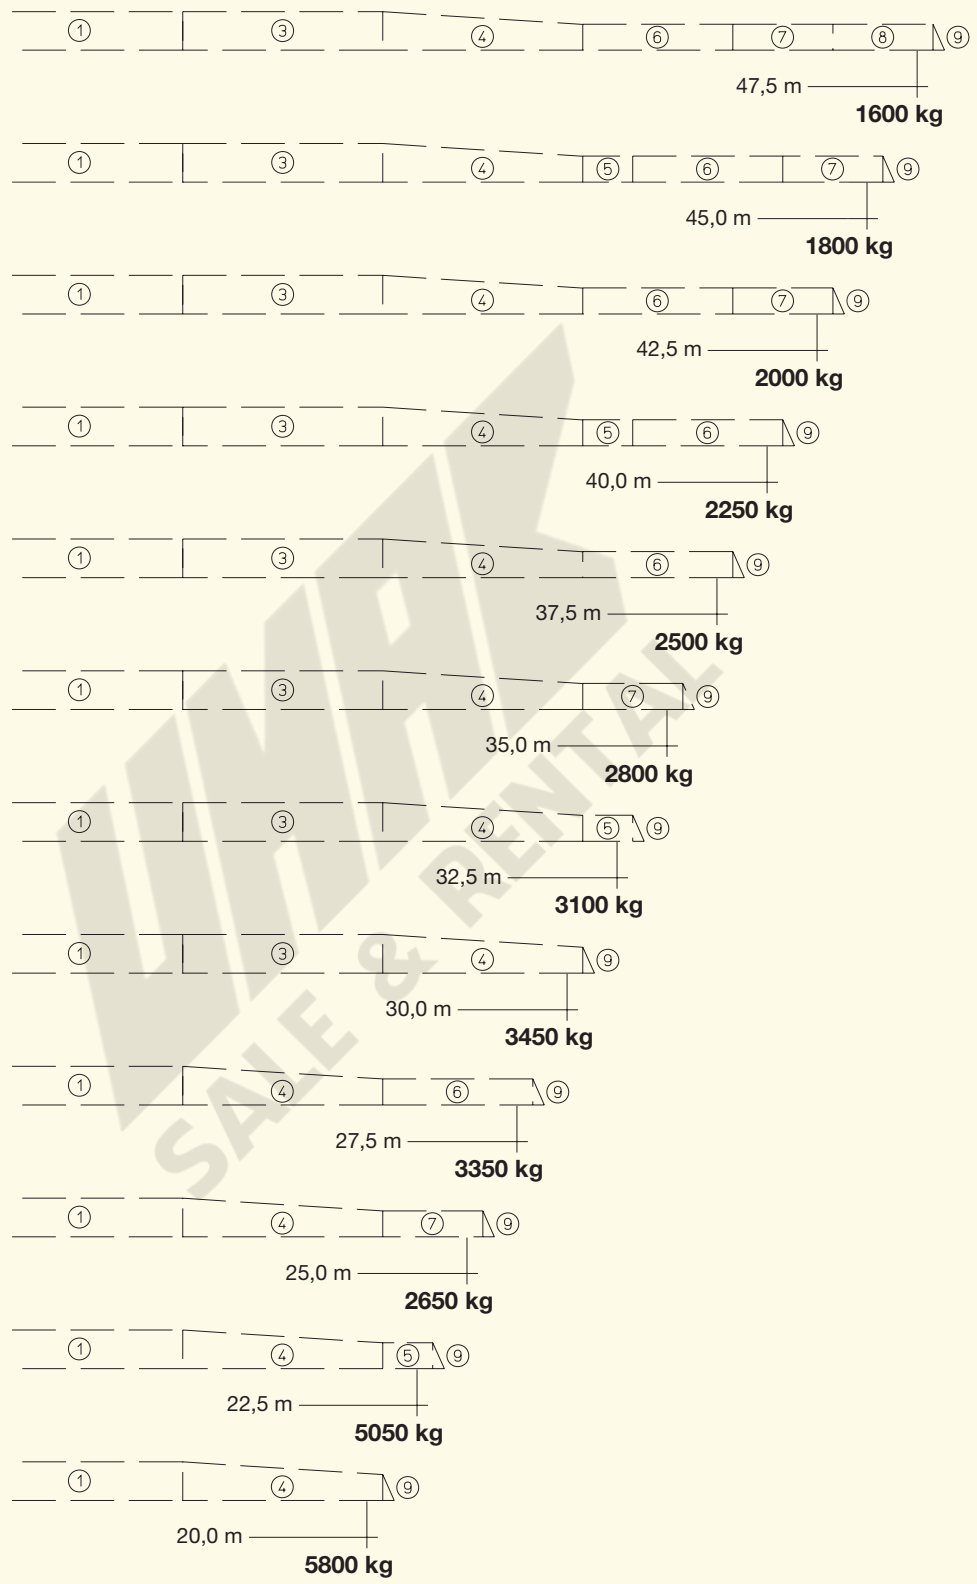 ① ③ ④ ⑥ ⑦ ⑧ ⑨
47,5 m
1600 kg
① ③ ④ ⑤ ⑥ ⑦ ⑨
45,0 m
1800 kg
① ③ ④ ⑥ ⑦ ⑨
42,5 m
2000 kg
① ③ ④ ⑤ ⑥ ⑨
40,0 m
2250 kg
① ③ ④ ⑥ ⑨
37,5 m
2500 kg
① ③ ④ ⑦ ⑨
35,0 m
2800 kg
① ③ ④ ⑤ ⑨
32,5 m
3100 kg
① ③ ④ ⑨
30,0 m
3450 kg
① ④ ⑥ ⑨
27,5 m
3350 kg
① ④ ⑦ ⑨
25,0 m
2650 kg
① ④ ⑤ ⑨
22,5 m
5050 kg
① ④ ⑨
20,0 m
5800 kg
UMAK
SALE & RENTAL